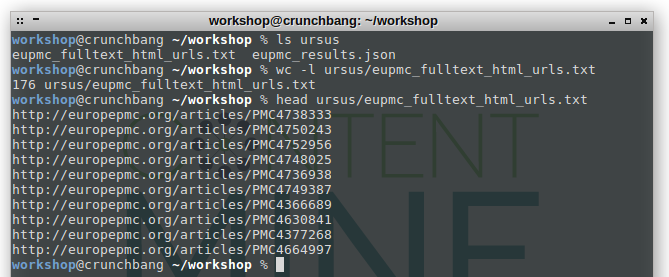 workshop@crunchbang: ~/workshop
workshop@crunchbang ~/workshop % ls ursus
eupmc_fulltext_html_urls.txt  eupmc_results.json
workshop@crunchbang ~/workshop % wc -l ursus/eupmc_fulltext_html_urls.txt
176 ursus/eupmc_fulltext_html_urls.txt
workshop@crunchbang ~/workshop % head ursus/eupmc_fulltext_html_urls.txt
http://europepmc.org/articles/PMC4738333
http://europepmc.org/articles/PMC4750243
http://europepmc.org/articles/PMC4752956
http://europepmc.org/articles/PMC4748025
http://europepmc.org/articles/PMC4736938
http://europepmc.org/articles/PMC4749387
http://europepmc.org/articles/PMC4366689
http://europepmc.org/articles/PMC4630841
http://europepmc.org/articles/PMC4377268
http://europepmc.org/articles/PMC4664997
workshop@crunchbang ~/workshop %
CONTENT
MINE